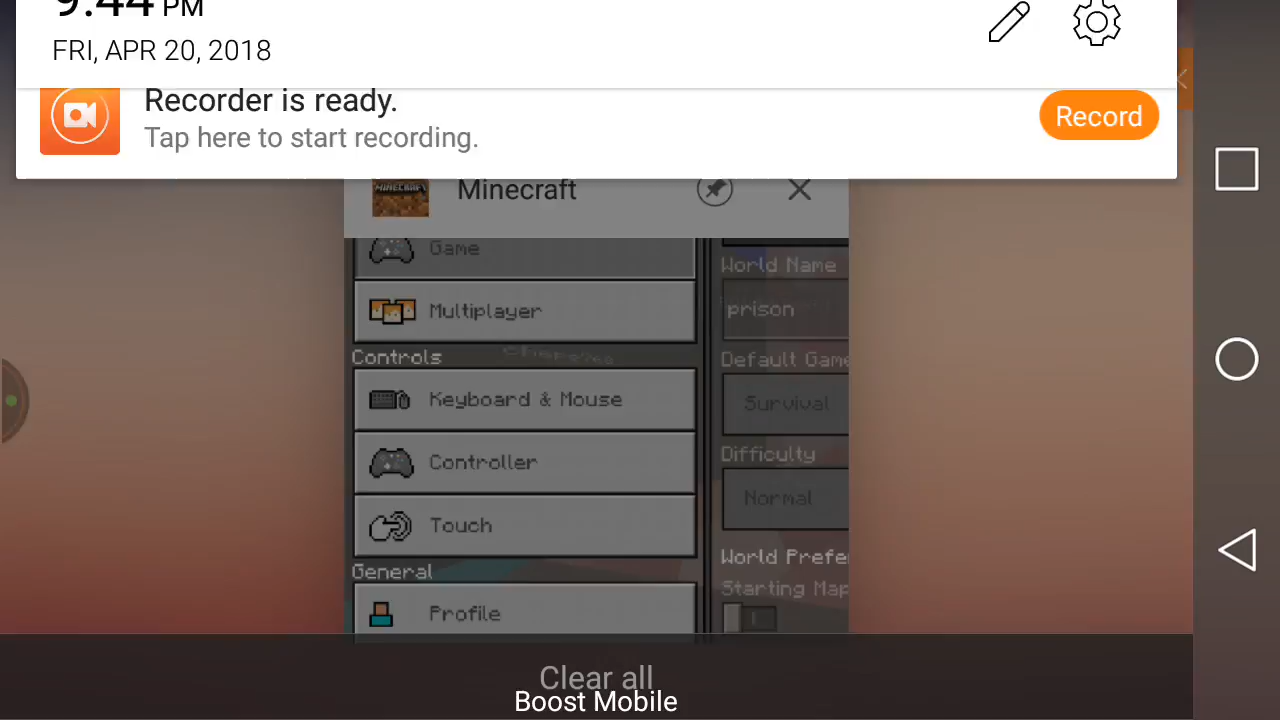 9:44 PM
FRI, APR 20, 2018
Recorder is ready.
Tap here to start recording.
Record
MINECRAFT
Minecraft
Game
Multiplayer
Controls
Keyboard & Mouse
Controller
Touch
General
Profile
World Name
prison
Default Game
Survival
Difficulty
Normal
World Prefe
Starting Map
Clear all
Boost Mobile